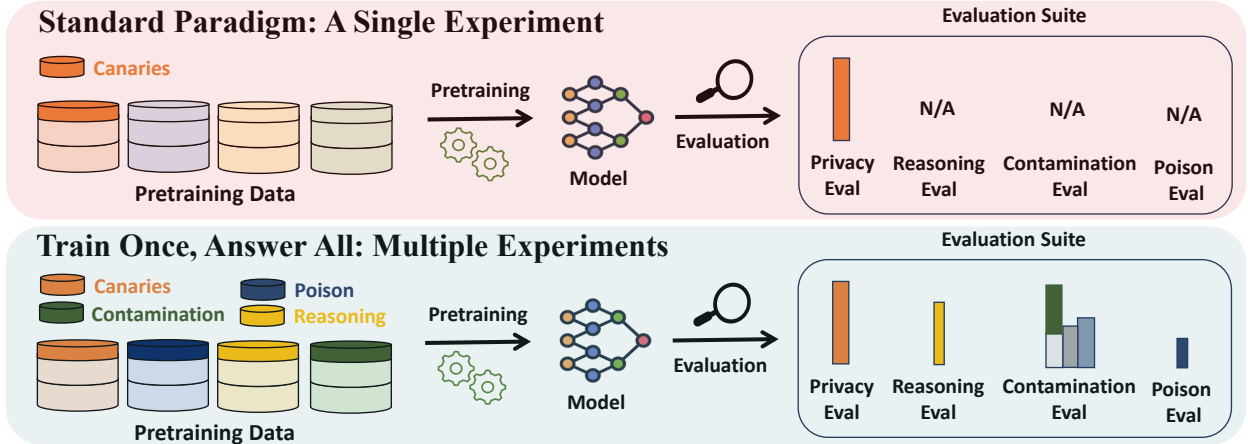 Standard Paradigm: A Single Experiment
Evaluation Suite
Canaries
Pretraining
Evaluation
N/A
N/A
N/A
Model
Pretraining Data
Privacy
Eval
Reasoning
Eval
Contamination
Eval
Poison
Eval
Train Once, Answer All: Multiple Experiments
Evaluation Suite
Canaries
Poison
Contamination
Reasoning
Pretraining
Evaluation
Model
Pretraining Data
Privacy
Eval
Reasoning
Eval
Contamination
Eval
Poison
Eval